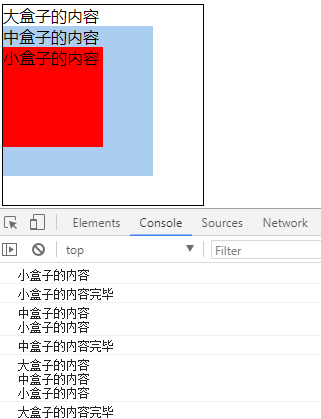 大盒子的内容
中盒子的内容
小盒子的内容
Elements Console Sources Network
top Filter
小盒子的内容
小盒子的内容完毕
中盒子的内容
小盒子的内容
中盒子的内容完毕
大盒子的内容
中盒子的内容
小盒子的内容
大盒子的内容完毕